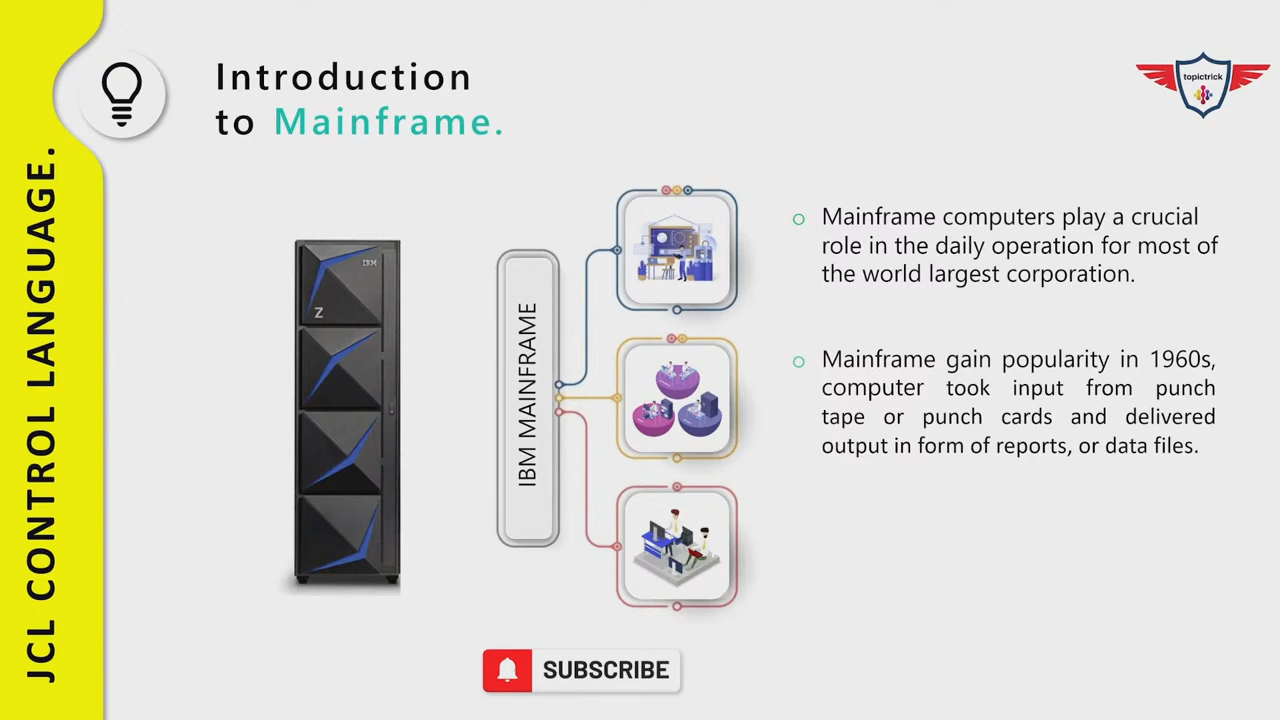 JCL CONTROL LANGUAGE.
Introduction
to Mainframe.
topictrick
IBM
Z
IBM MAINFRAME
Mainframe computers play a crucial
role in the daily operation for most of
the world largest corporation.
Mainframe gain popularity in 1960s,
computer took input from punch
tape or punch cards and delivered
output in form of reports, or data files.
SUBSCRIBE